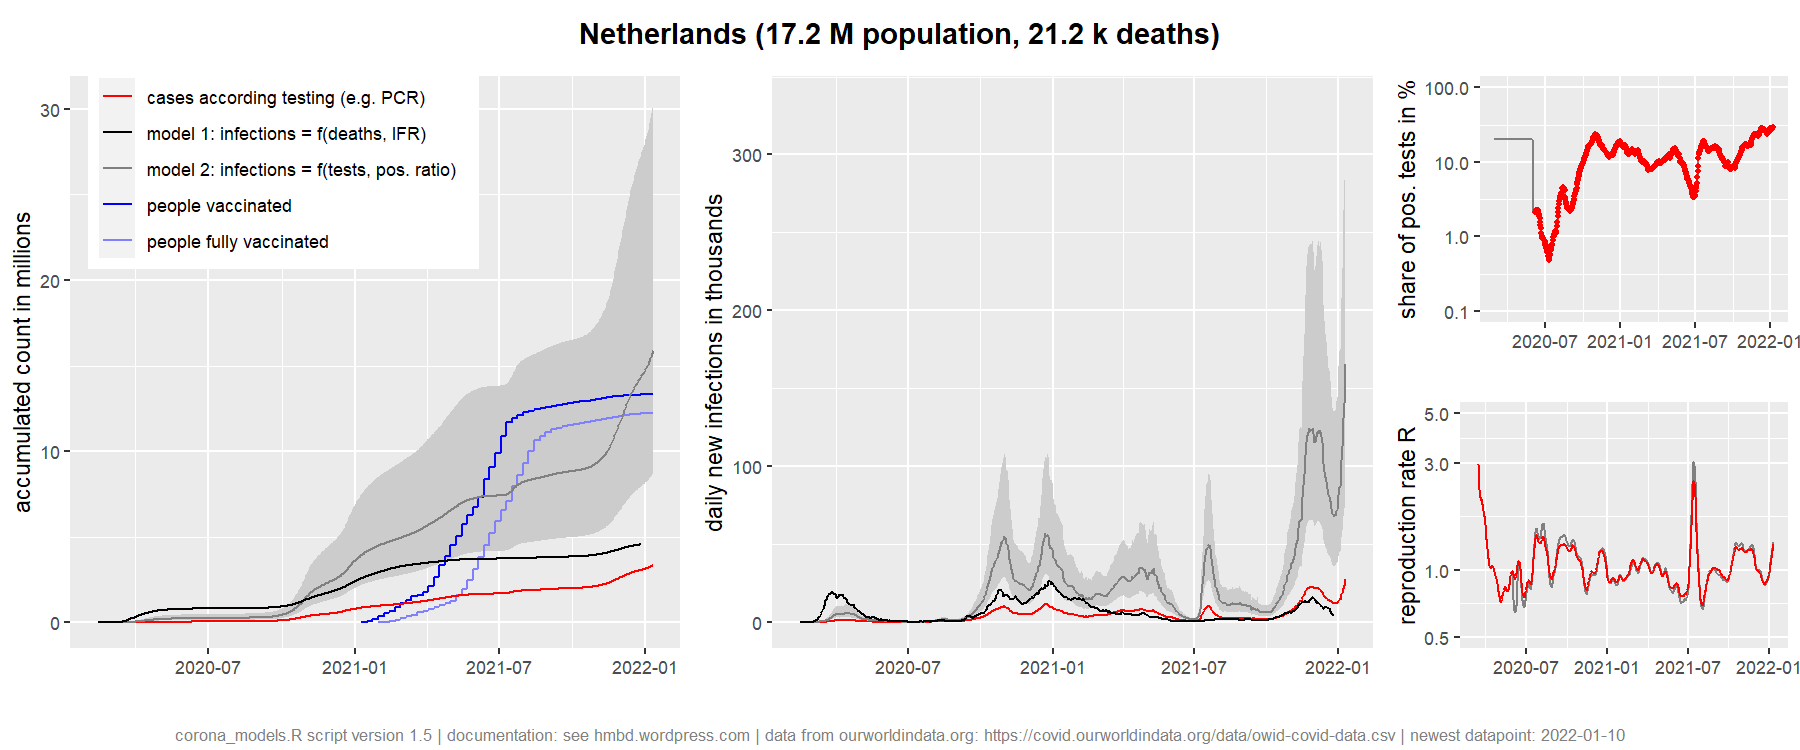 Netherlands (17.2 M population, 21.2 k deaths)
accumulated count in millions
30
20
10
0
cases according testing (e.g. PCR)
model 1: infections = f(deaths, IFR)
model 2: infections = f(tests, pos. ratio)
people vaccinated
people fully vaccinated
2020-07 2021-01 2021-07 2022-01
daily new infections in thousands
300
200
100
0
2020-07 2021-01 2021-07 2022-01
share of pos. tests in %
100.0
10.0
1.0
0.1
2020-07 2021-01 2021-07 2022-01
reproduction rate R
5.0
3.0
1.0
0.5
2020-07 2021-01 2021-07 2022-01
corona_models.R script version 1.5 | documentation: see hmbd.wordpress.com | data from ourworldindata.org: https://covid.ourworldindata.org/data/owid-covid-data.csv | newest datapoint: 2022-01-10